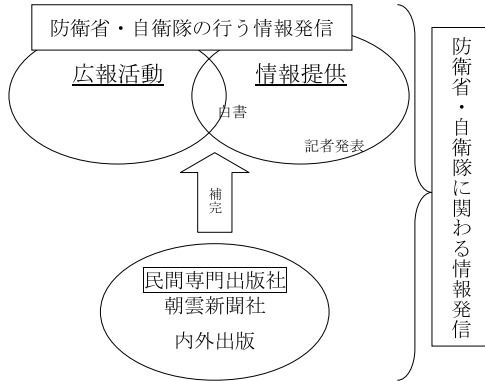 防衛省・自衛隊の行う情報発信
広報活動
情報提供
白書
記者発表
補完
民間専門出版社
朝雲新聞社
内外出版
防衛省・自衛隊に関わる情報発信